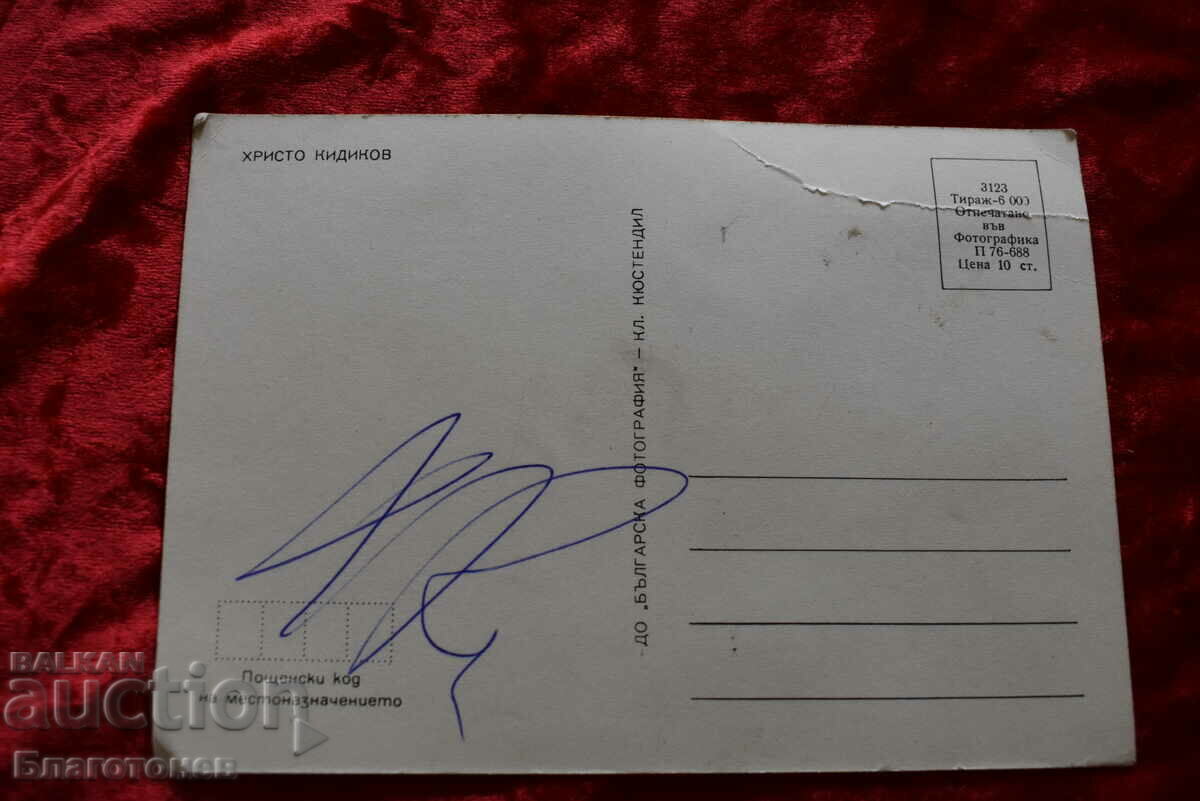 ХРИСТО КИДИКОВ
3123
Тираж-6 000
Отпечатано
във
Фотографика
П 76-688
Цена 10 ст.
ДО „БЪЛГАРСКА ФОТОГРАФИЯ" – КЛ. КЮСТЕНДИЛ
Пощенски код
на местоназначението
BALKAN
auction
Благотонев